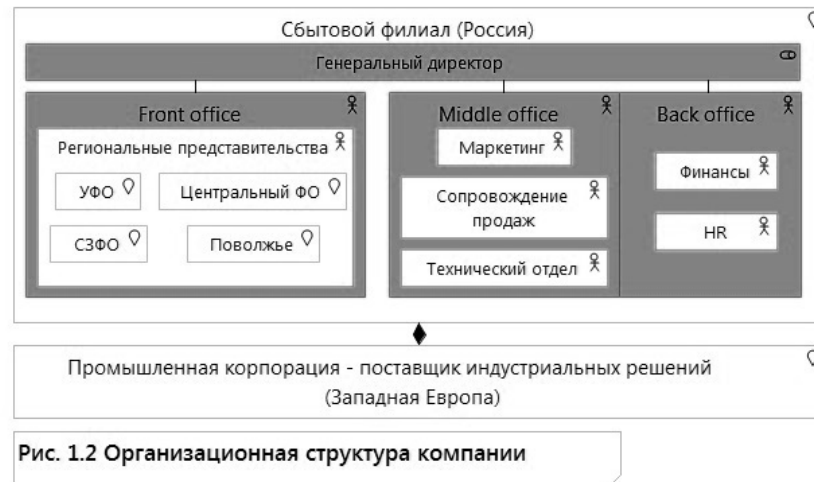 Сбытовой филиал (Россия)
Генеральный директор
Front office
Региональные представительства
УФО
Центральный ФО
СЗФО
Поволжье
Middle office
Маркетинг
Сопровождение
продаж
Технический отдел
Back office
Финансы
HR
Промышленная корпорация - поставщик индустриальных решений
(Западная Европа)
Рис. 1.2 Организационная структура компании